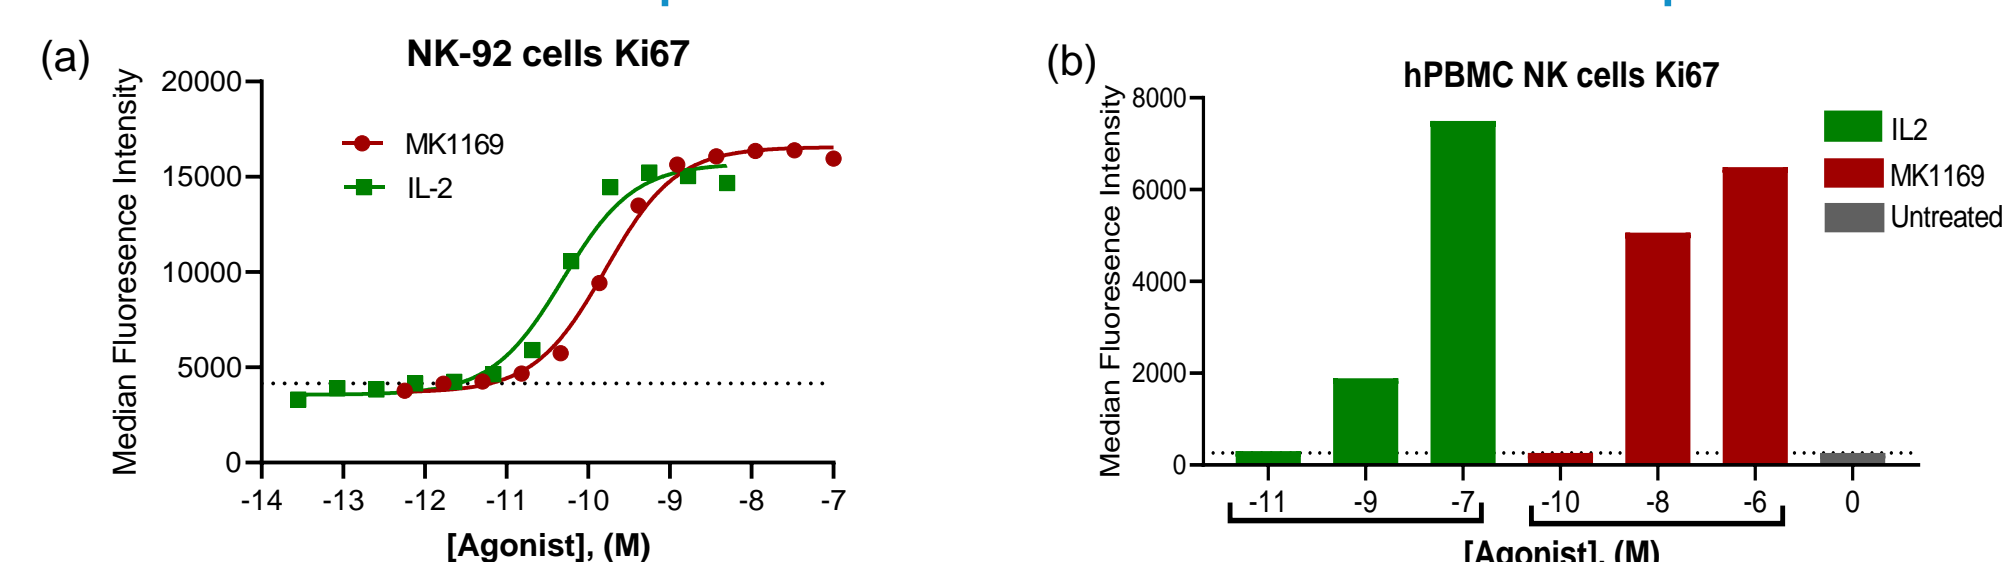 (a)
NK-92 cells Ki67
Median Fluoresence Intensity
20000
15000
10000
5000
0
MK1169
IL-2
-14 -13 -12 -11 -10 -9 -8 -7
[Agonist], (M)
(b)
hPBMC NK cells Ki67
Median Fluoresence Intensity
8000
6000
4000
2000
0
IL2
MK1169
Untreated
-11 -9 -7 -10 -8 -6 0
[Agonist], (M)